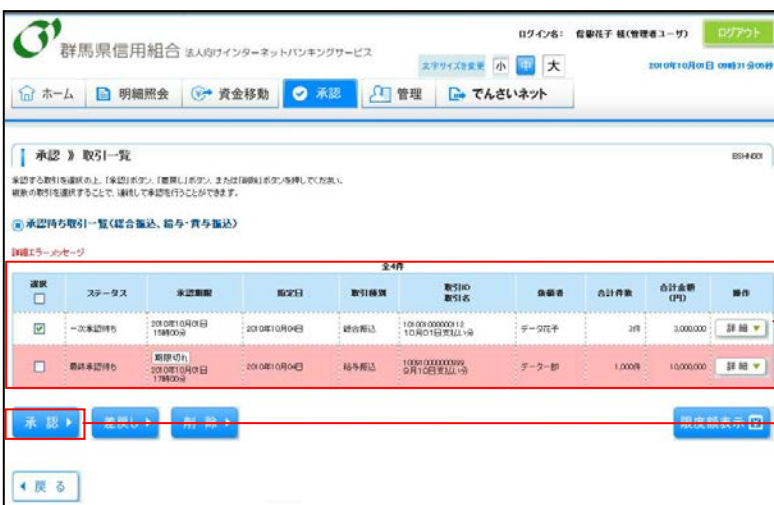 群馬県信用組合 法人向けインターネットバンキングサービス
ログイン名: 信組花子 様(管理者ユーザ)
ログアウト
文字サイズを変更 小 中 大
2010年10月01日 09時31分05秒
ホーム 明細照会 資金移動 承認 管理 でんさいネット
承認 》 取引一覧
BSHN001
承認する取引を選択の上、「承認」ボタン、「差戻し」ボタン、または「削除」ボタンを押してください。
複数の取引を選択することで、連続して承認を行うことができます。
承認待ち取引一覧(総合振込、給与・賞与振込)
詳細エラーメッセージ
全4件
選択 ステータス 承認期限 指定日 取引種別 取引ID 取引名 依頼者 合計件数 合計金額(円) 操作
一次承認待ち 2010年10月01日 15時00分 2010年10月04日 総合振込 10100100000112 10月01日支払い分 データ花子 3件 3,000,000 詳細
最終承認待ち 期限切れ 2010年10月01日 17時00分 2010年10月04日 給与振込 10091000000999 9月10日支払い分 データ一郎 1,000件 10,000,000 詳細
承認 差戻し 削除
限度額表示
戻る